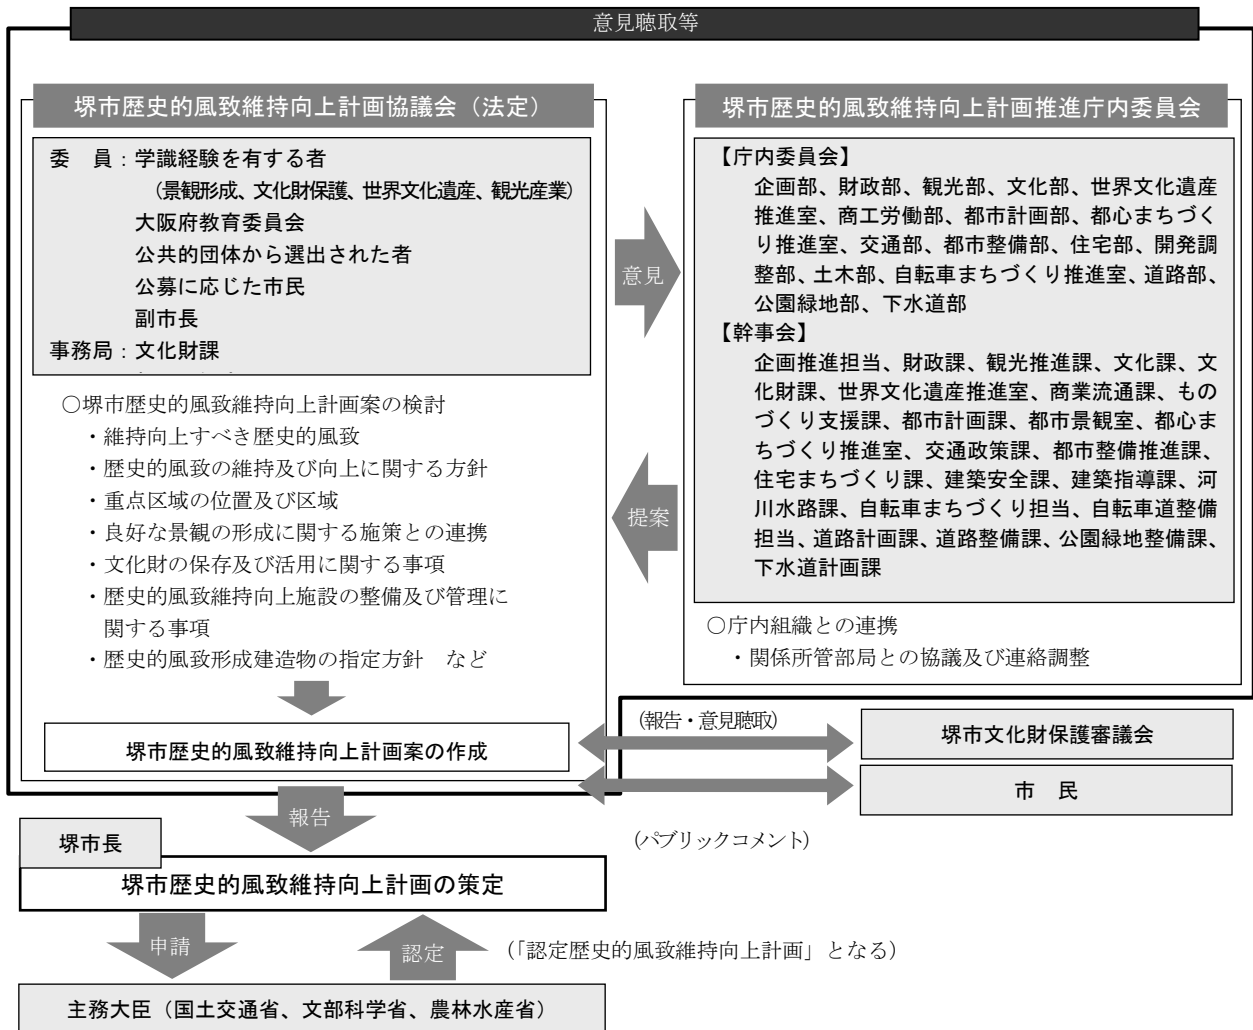 意見聴取等
堺市歴史的風致維持向上計画協議会（法定）
委　員：学識経験を有する者
（景観形成、文化財保護、世界文化遺産、観光産業）
大阪府教育委員会
公共的団体から選出された者
公募に応じた市民
副市長
事務局：文化財課
○堺市歴史的風致維持向上計画案の検討
・維持向上すべき歴史的風致
・歴史的風致の維持及び向上に関する方針
・重点区域の位置及び区域
・良好な景観の形成に関する施策との連携
・文化財の保存及び活用に関する事項
・歴史的風致維持向上施設の整備及び管理に
関する事項
・歴史的風致形成建造物の指定方針　など
堺市歴史的風致維持向上計画案の作成
意見
提案
堺市歴史的風致維持向上計画推進庁内委員会
【庁内委員会】
企画部、財政部、観光部、文化部、世界文化遺産
推進室、商工労働部、都市計画部、都心まちづく
り推進室、交通部、都市整備部、住宅部、開発調
整部、土木部、自転車まちづくり推進室、道路部、
公園緑地部、下水道部
【幹事会】
企画推進担当、財政課、観光推進課、文化課、文
化財課、世界文化遺産推進室、商業流通課、もの
づくり支援課、都市計画課、都市景観室、都心ま
ちづくり推進室、交通政策課、都市整備推進課、
住宅まちづくり課、建築安全課、建築指導課、河
川水路課、自転車まちづくり担当、自転車道整備
担当、道路計画課、道路整備課、公園緑地整備課、
下水道計画課
○庁内組織との連携
・関係所管部局との協議及び連絡調整
（報告・意見聴取）
堺市文化財保護審議会
市　民
（パブリックコメント）
報告
堺市長
堺市歴史的風致維持向上計画の策定
申請
認定
（「認定歴史的風致維持向上計画」となる）
主務大臣（国土交通省、文部科学省、農林水産省）